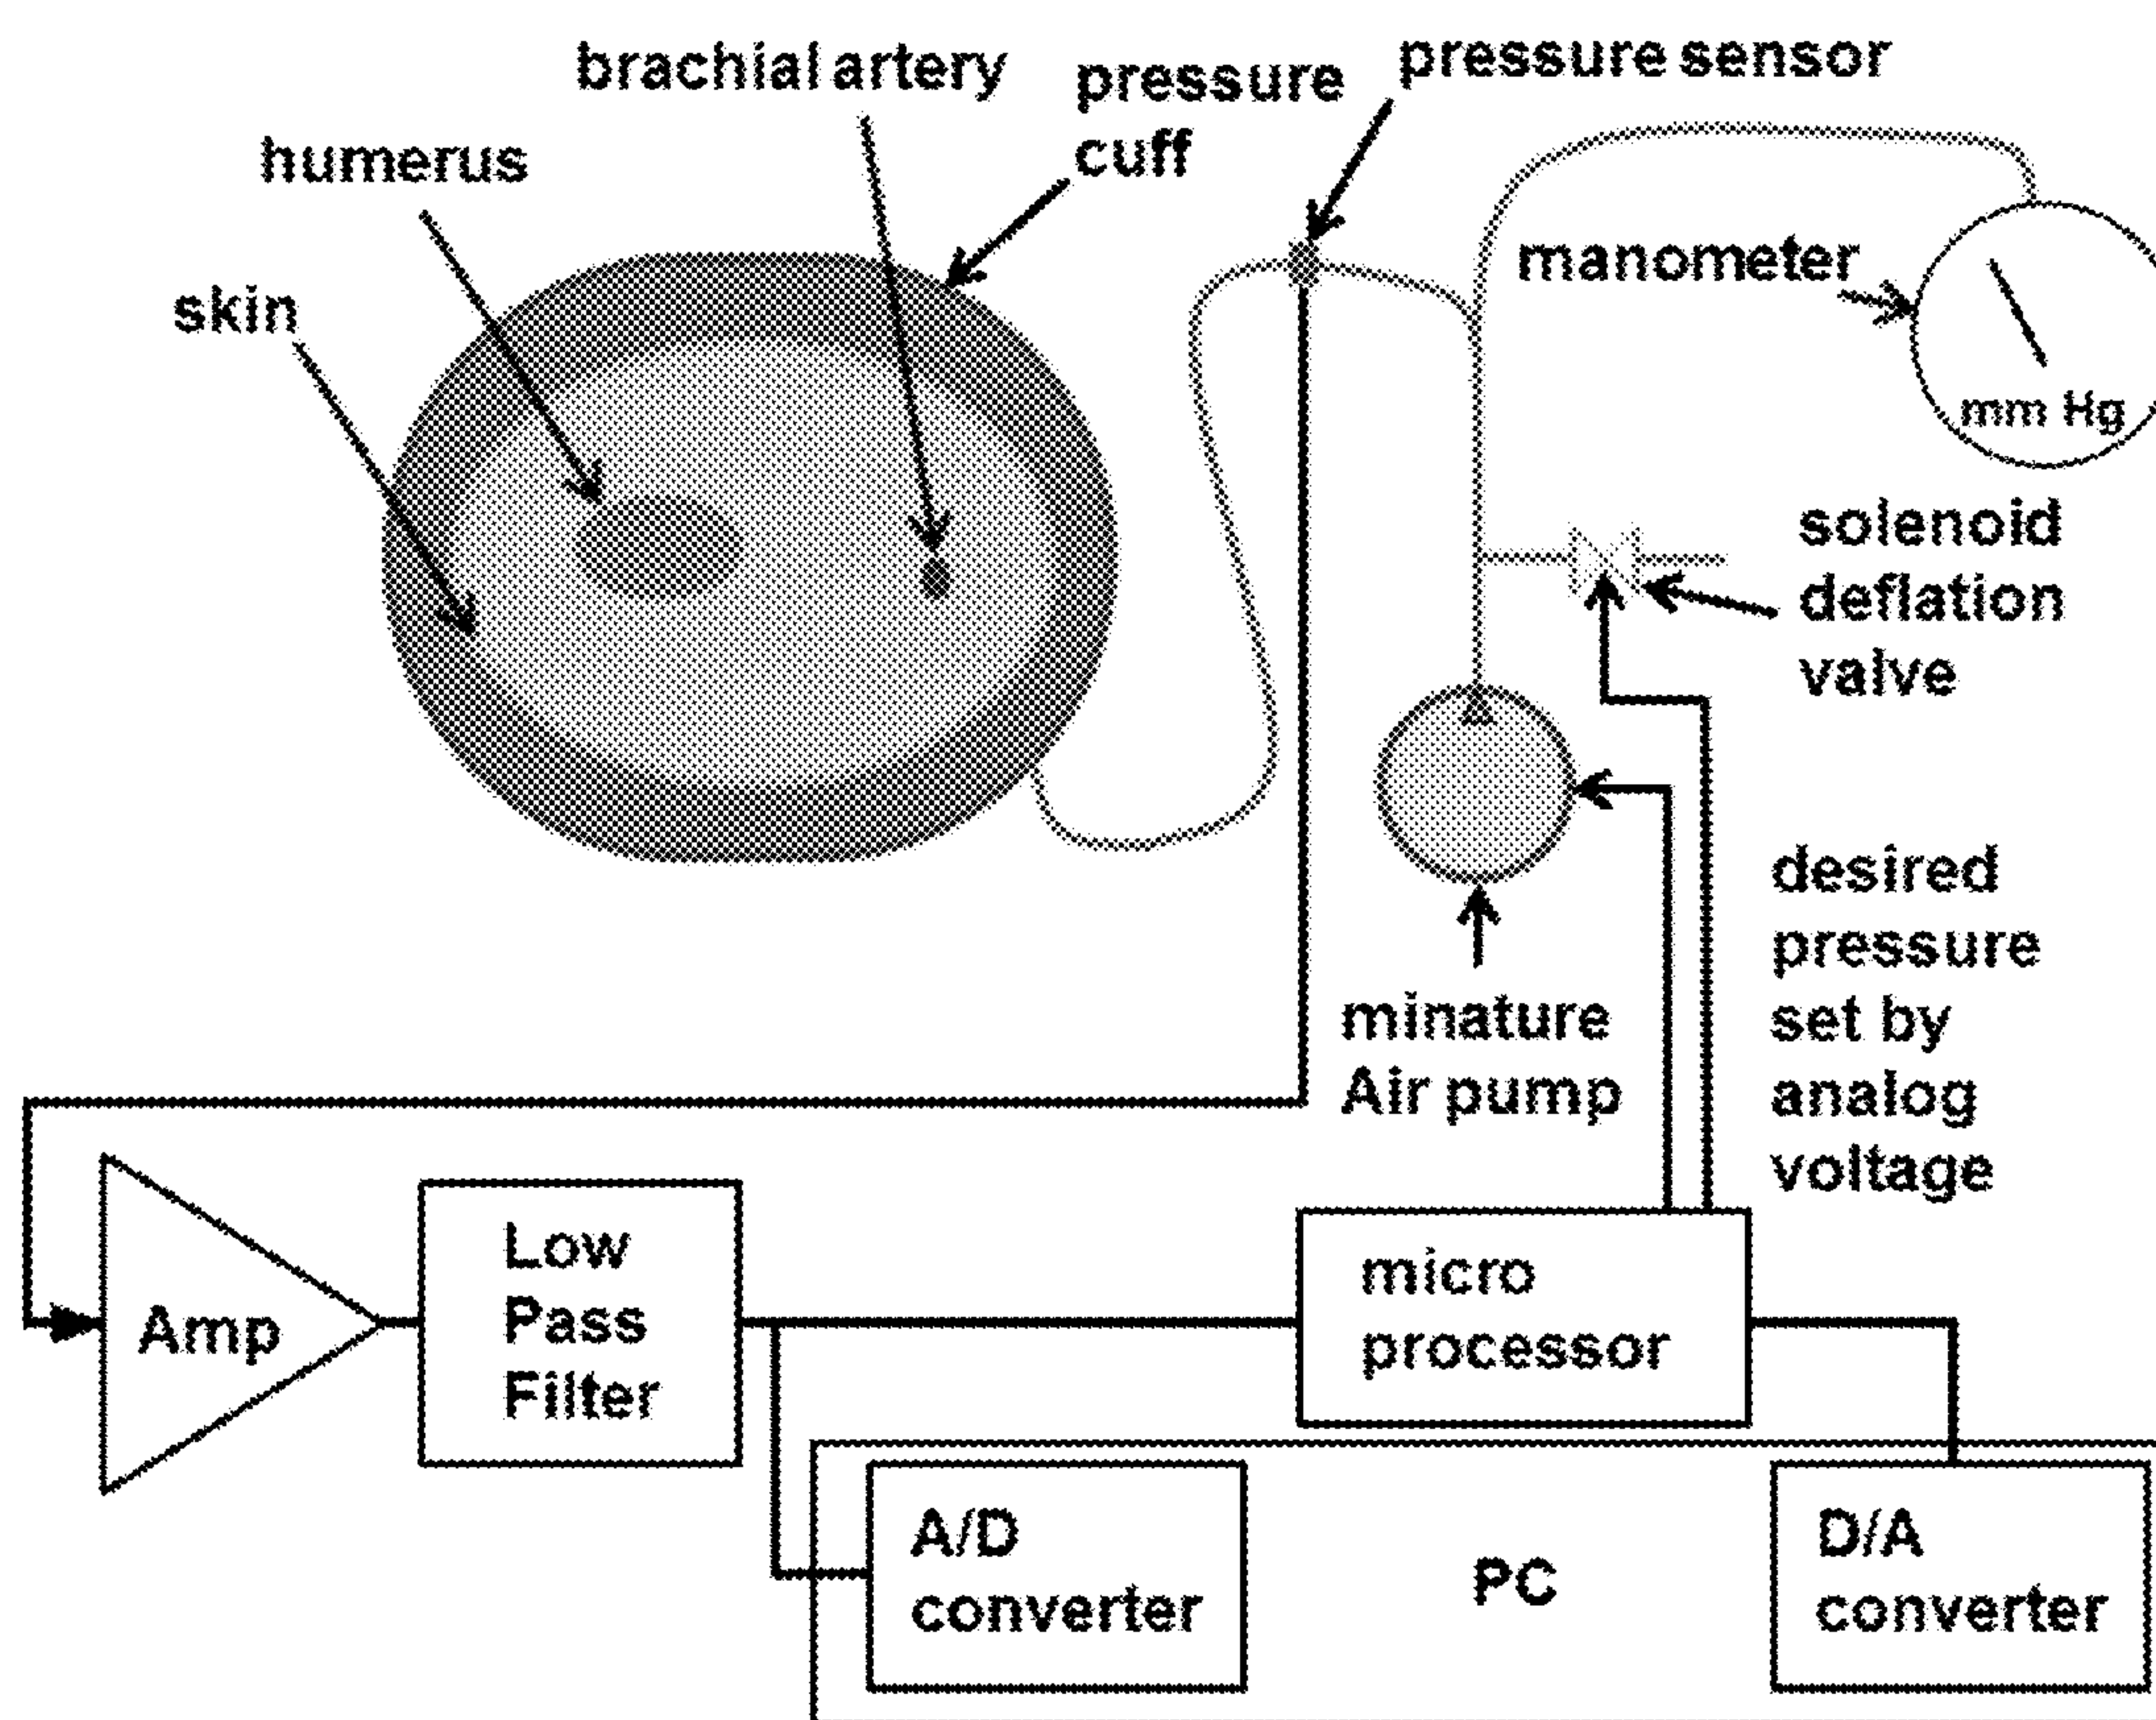 brachial artery
pressure
cuff
pressure sensor
humerus
skin
manometer
mm Hg
solenoid
deflation
valve
desired
pressure
set by
analog
voltage
minature
Air pump
Amp
Low
Pass
Filter
micro
processor
A/D
converter
PC
D/A
converter